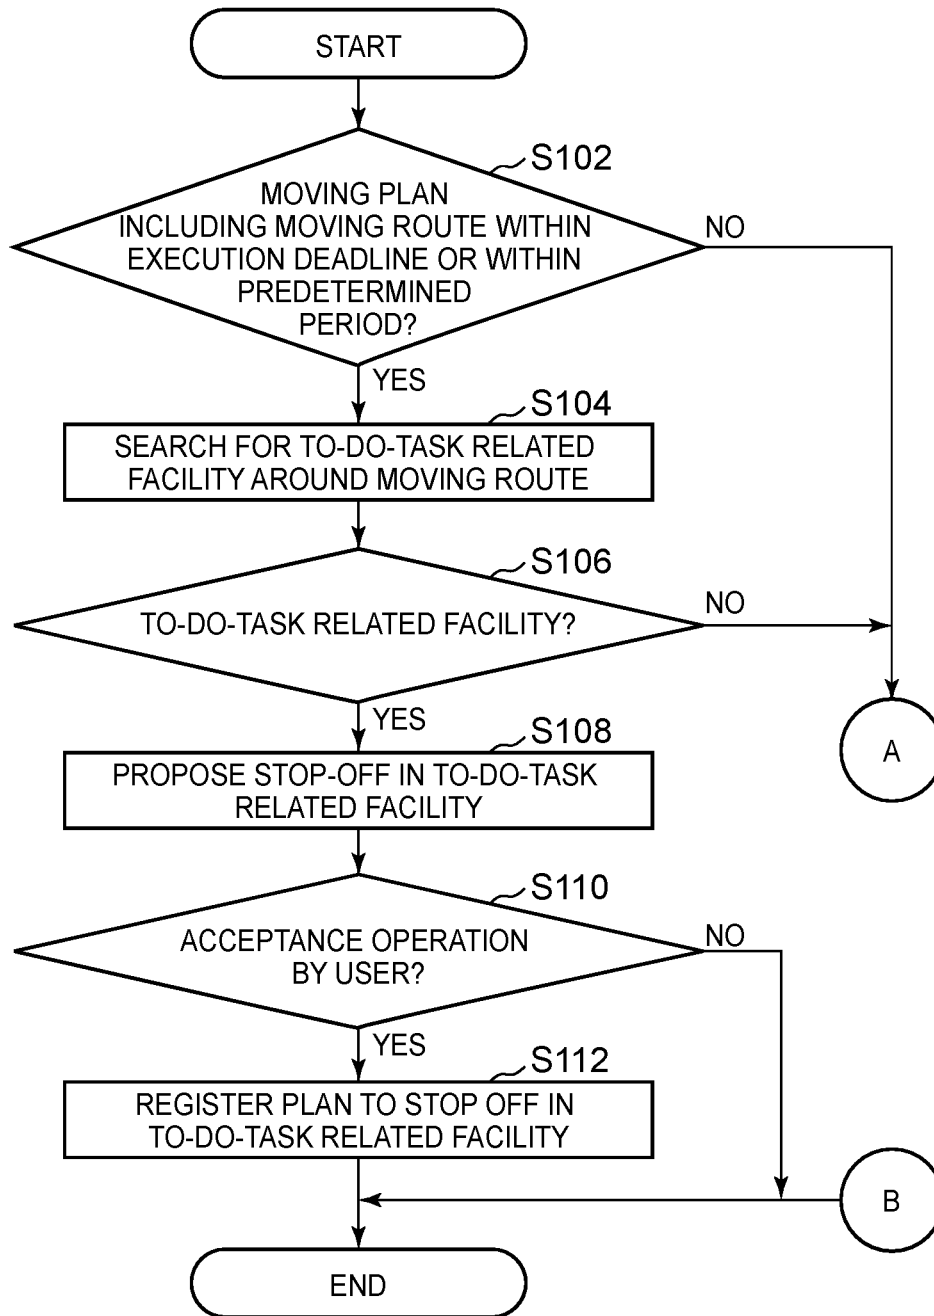 START
S102
MOVING PLAN
INCLUDING MOVING ROUTE WITHIN
EXECUTION DEADLINE OR WITHIN
PREDETERMINED
PERIOD?
NO
YES
S104
SEARCH FOR TO-DO-TASK RELATED
FACILITY AROUND MOVING ROUTE
S106
TO-DO-TASK RELATED FACILITY?
NO
YES
A
S108
PROPOSE STOP-OFF IN TO-DO-TASK
RELATED FACILITY
S110
ACCEPTANCE OPERATION
BY USER?
NO
YES
S112
REGISTER PLAN TO STOP OFF IN
TO-DO-TASK RELATED FACILITY
B
END